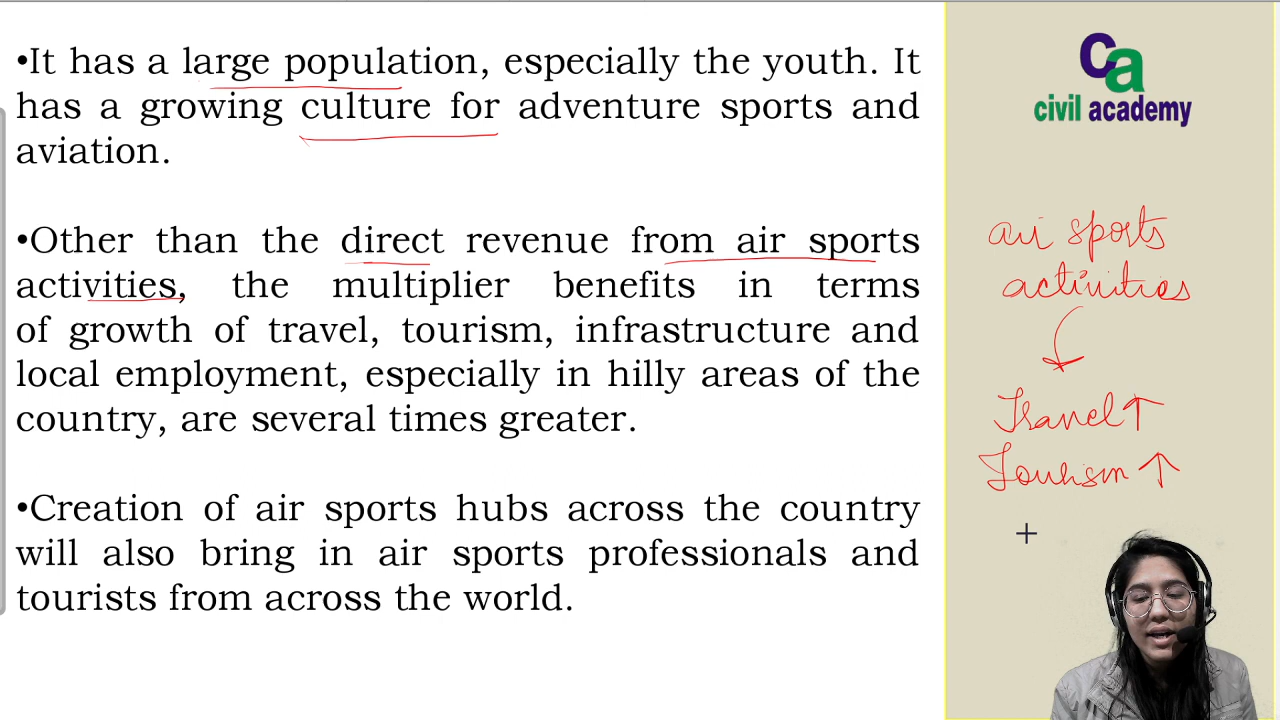 •It has a large population, especially the youth. It
has a growing culture for adventure sports and
aviation.
•Other than the direct revenue from air sports
activities, the multiplier benefits in terms
of growth of travel, tourism, infrastructure and
local employment, especially in hilly areas of the
country, are several times greater.
•Creation of air sports hubs across the country
will also bring in air sports professionals and
tourists from across the world.
ca
civil academy
air sports
activities
Travel ↑
Tourism ↑